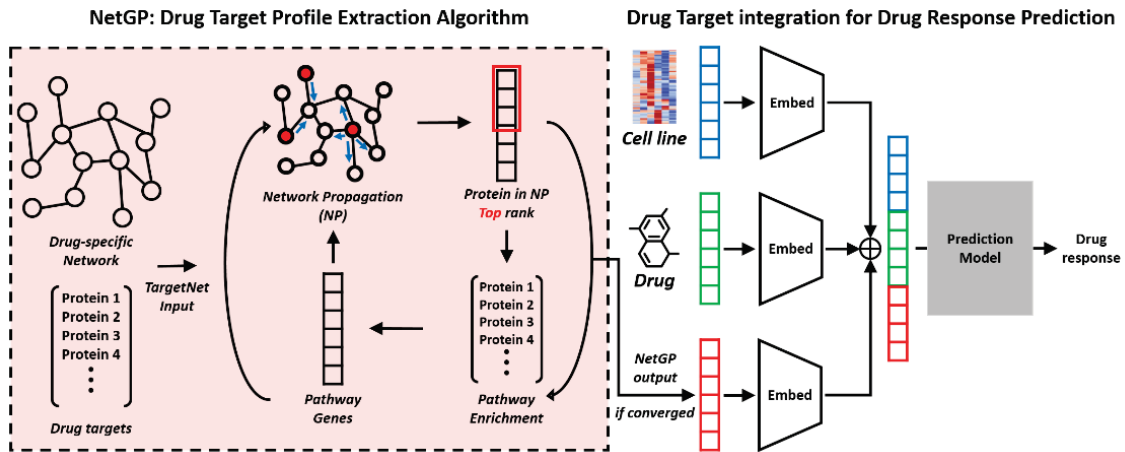 NetGP: Drug Target Profile Extraction Algorithm
Drug-specific
Network
Protein 1
Protein 2
Protein 3
Protein 4
Drug targets
TargetNet
Input
Network Propagation
(NP)
Pathway
Genes
Protein in NP
Top rank
Protein 1
Protein 2
Protein 3
Protein 4
Pathway
Enrichment
Drug Target integration for Drug Response Prediction
Cell line
Embed
Drug
Embed
NetGP
output
if converged
Embed
Prediction
Model
Drug
response